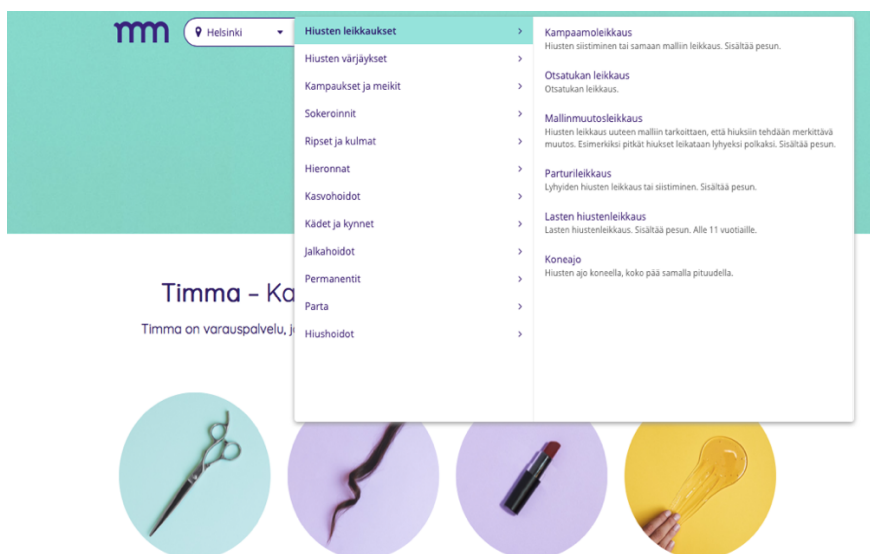 mm
Helsinki
Hiusten leikkaukset
Hiusten värjäykset
Kampaukset ja meikit
Sokeroinnit
Ripset ja kulmat
Hieronnat
Kasvohoidot
Kädet ja kynnet
Jalkahoidot
Permanentit
Parta
Hiushoidot
Kampaamoleikkaus
Hiusten siistiminen tai samaan malliin leikkaus. Sisältää pesun.
Otsatukan leikkaus
Otsatukan leikkaus.
Mallinmuutosleikkaus
Hiusten leikkaus uuteen malliin tarkoittaen, että hiuksiin tehdään merkittävä
muutos. Esimerkiksi pitkät hiukset leikataan lyhyeksi polkaksi. Sisältää pesun.
Parturileikkaus
Lyhyiden hiusten leikkaus tai siistiminen. Sisältää pesun.
Lasten hiustenleikkaus
Lasten hiustenleikkaus. Sisältää pesun. Alle 11 vuotiaille.
Koneajo
Hiusten ajo koneella, koko pää samalla pituudella.
Timma – Ka
Timma on varauspalvelu, j